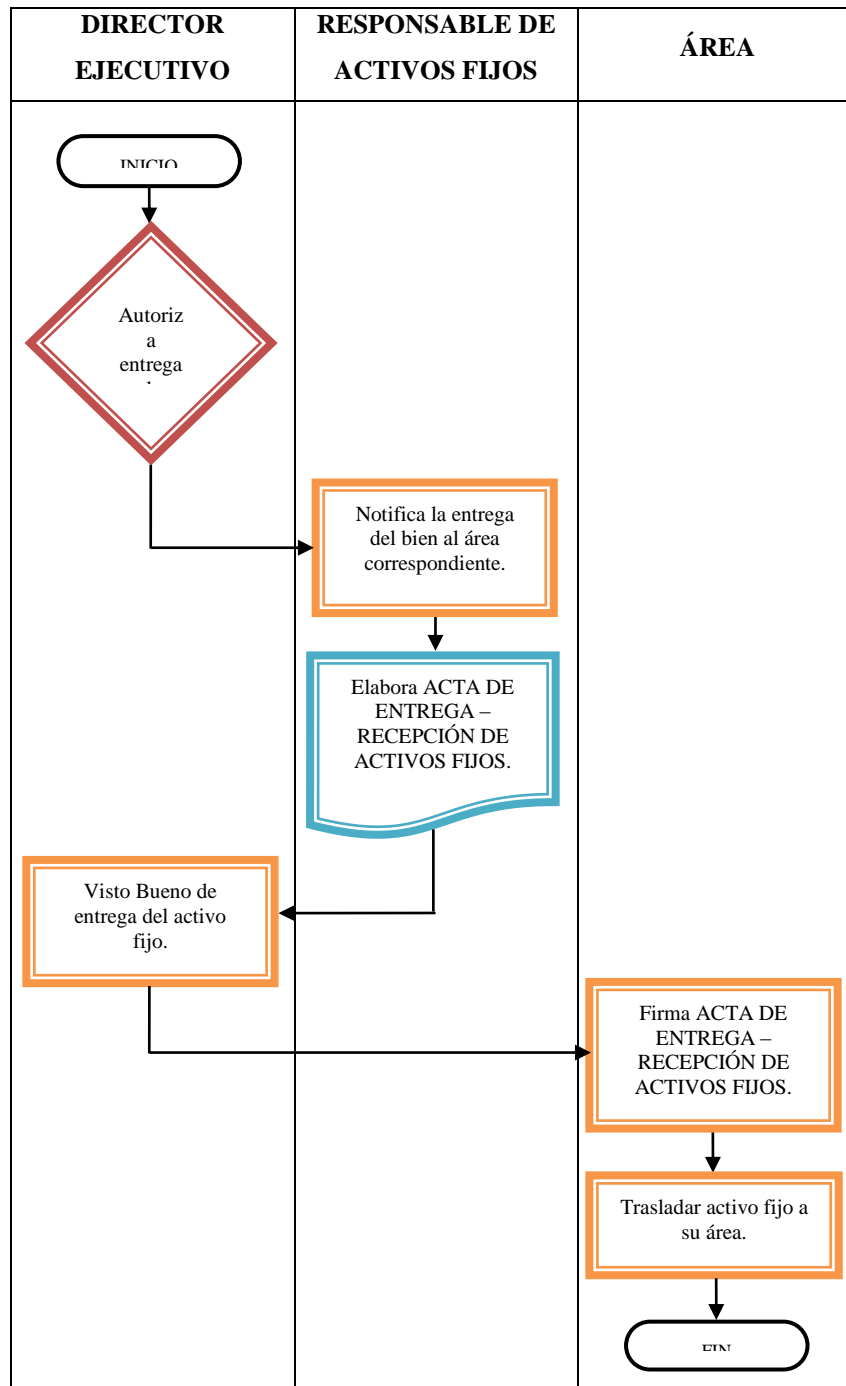 DIRECTOR
EJECUTIVO
RESPONSABLE DE
ACTIVOS FIJOS
ÁREA
INICIO
Autoriz
a
entrega
Notifica la entrega
del bien al área
correspondiente.
Elabora ACTA DE
ENTREGA –
RECEPCIÓN DE
ACTIVOS FIJOS.
Visto Bueno de
entrega del activo
fijo.
Firma ACTA DE
ENTREGA –
RECEPCIÓN DE
ACTIVOS FIJOS.
Trasladar activo fijo a
su área.
FIN